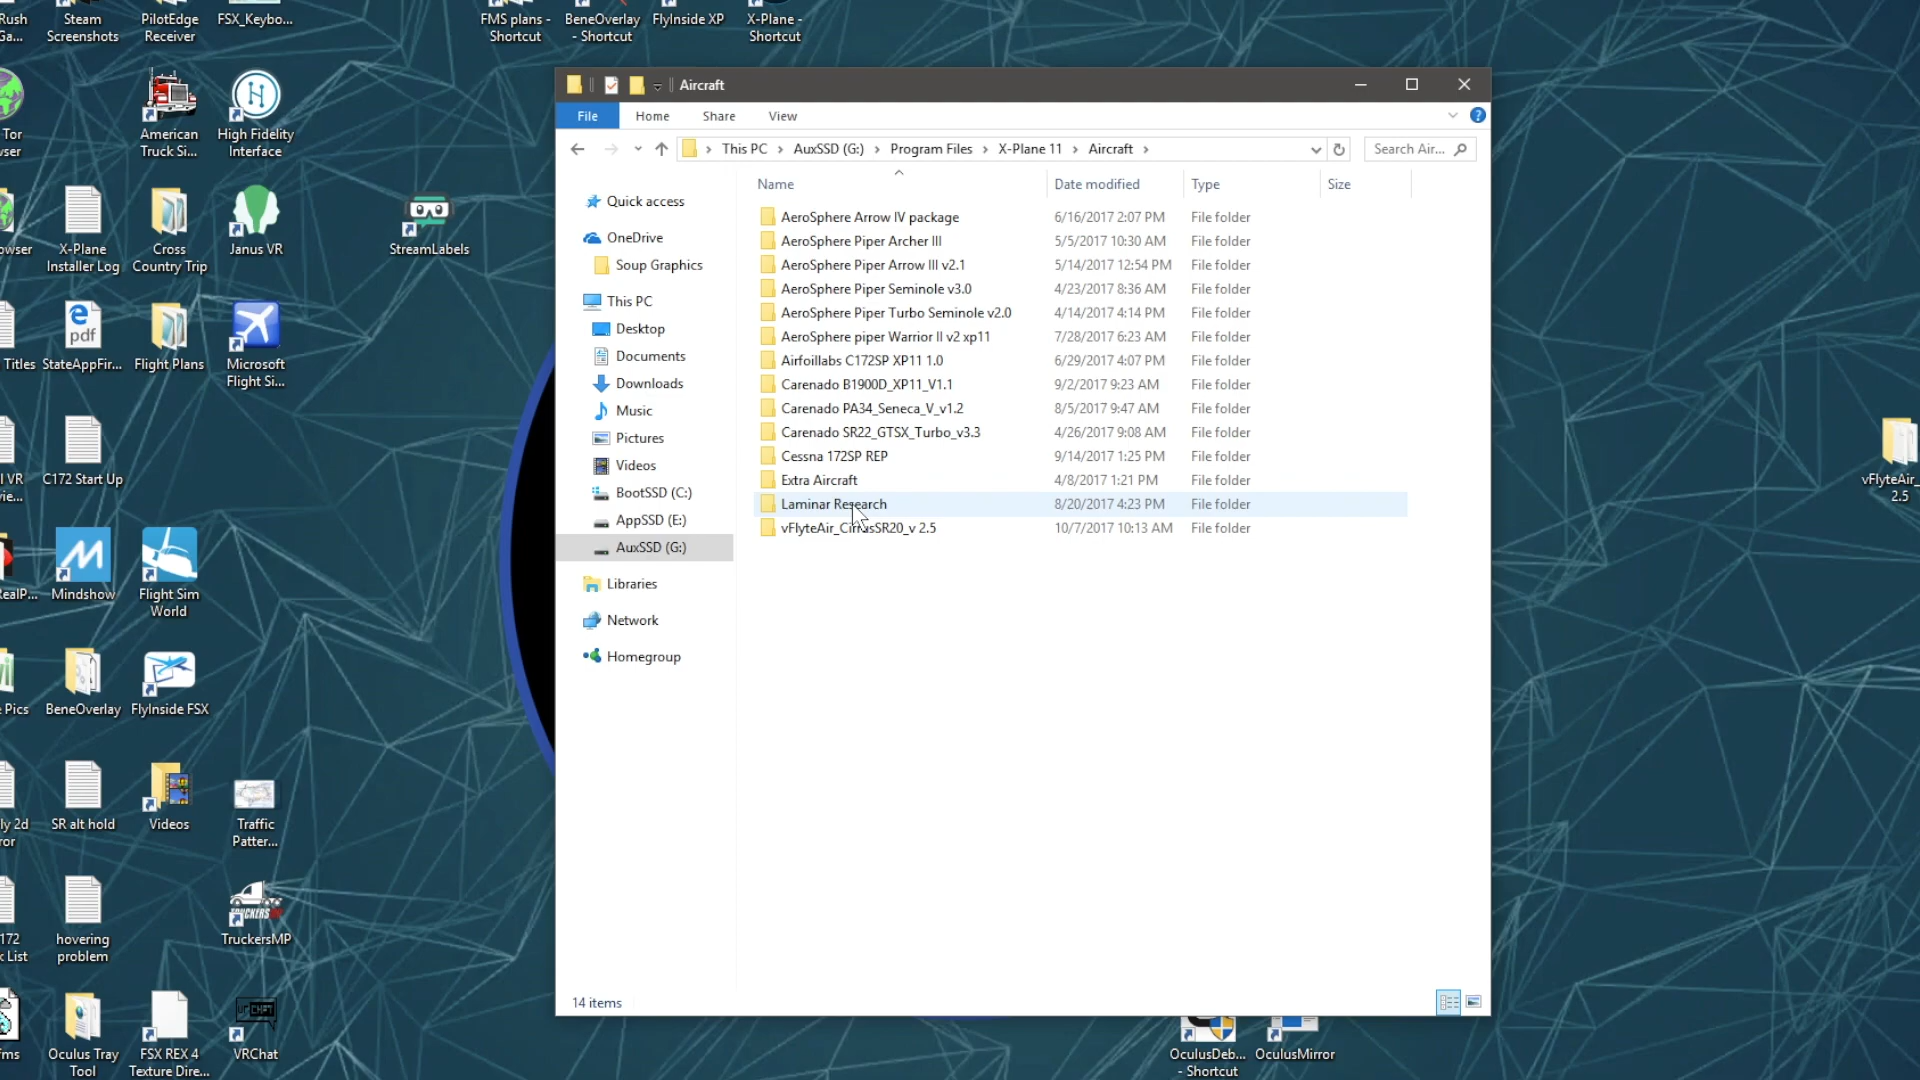 Rush
Ga...
Steam
Screenshots
PilotEdge
Receiver
FSX_Keybo...
FMS plans -
Shortcut
BeneOverlay
- Shortcut
FlyInside XP
X-Plane -
Shortcut
Tor
wser
American
Truck Si...
High Fidelity
Interface
owser
X-Plane
Installer Log
Cross
Country Trip
Janus VR
StreamLabels
Titles
StateAppFir...
Flight Plans
Microsoft
Flight Si...
l VR
vie...
C172 Start Up
ealP...
Mindshow
Flight Sim
World
Pics
BeneOverlay
FlyInside FSX
ly 2d
ror
SR alt hold
Videos
Traffic
Patter...
172
k List
hovering
problem
TruckersMP
fms
Oculus Tray
Tool
FSX REX 4
Texture Dire...
VRChat
Aircraft
File
Home
Share
View
This PC
AuxSSD (G:)
Program Files
X-Plane 11
Aircraft
Search Air...
Quick access
OneDrive
Soup Graphics
This PC
Desktop
Documents
Downloads
Music
Pictures
Videos
BootSSD (C:)
AppSSD (E:)
AuxSSD (G:)
Libraries
Network
Homegroup
Name Date modified Type Size
AeroSphere Arrow IV package 6/16/2017 2:07 PM File folder
AeroSphere Piper Archer III 5/5/2017 10:30 AM File folder
AeroSphere Piper Arrow III v2.1 5/14/2017 12:54 PM File folder
AeroSphere Piper Seminole v3.0 4/23/2017 8:36 AM File folder
AeroSphere Piper Turbo Seminole v2.0 4/14/2017 4:14 PM File folder
AeroSphere piper Warrior II v2 xp11 7/28/2017 6:23 AM File folder
Airfoillabs C172SP XP11 1.0 6/29/2017 4:07 PM File folder
Carenado B1900D_XP11_V1.1 9/2/2017 9:23 AM File folder
Carenado PA34_Seneca_V_v1.2 8/5/2017 9:47 AM File folder
Carenado SR22_GTSX_Turbo_v3.3 4/26/2017 9:08 AM File folder
Cessna 172SP REP 9/14/2017 1:25 PM File folder
Extra Aircraft 4/8/2017 1:21 PM File folder
Laminar Research 8/20/2017 4:23 PM File folder
vFlyteAir_CirrusSR20_v 2.5 10/7/2017 10:13 AM File folder
14 items
vFlyteAir_
2.5
OculusDeb...
- Shortcut
OculusMirror